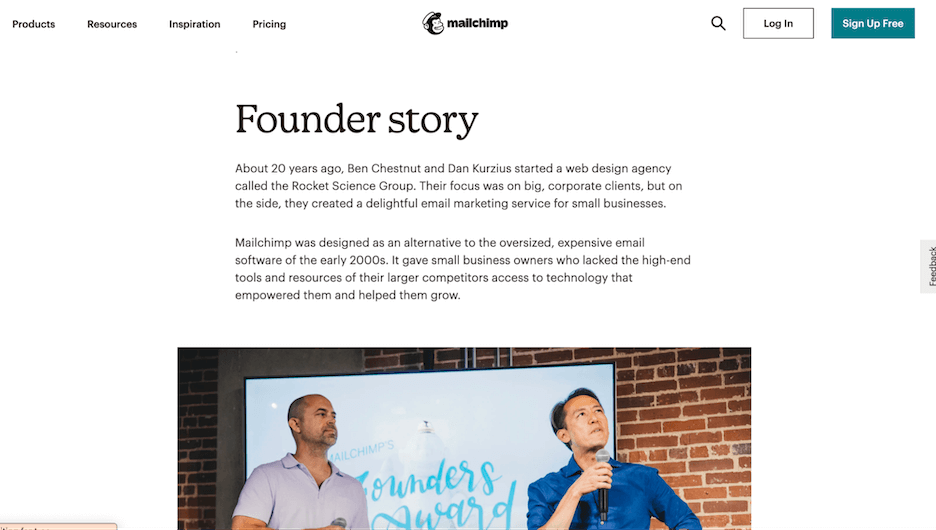 Products Resources Inspiration Pricing mailchimp Log In Sign Up Free
Founder story
About 20 years ago, Ben Chestnut and Dan Kurzius started a web design agency
called the Rocket Science Group. Their focus was on big, corporate clients, but on
the side, they created a delightful email marketing service for small businesses.
Mailchimp was designed as an alternative to the oversized, expensive email
software of the early 2000s. It gave small business owners who lacked the high-end
tools and resources of their larger competitors access to technology that
empowered them and helped them grow.
Feedback
MAILCHIMP'S
Founders
Award